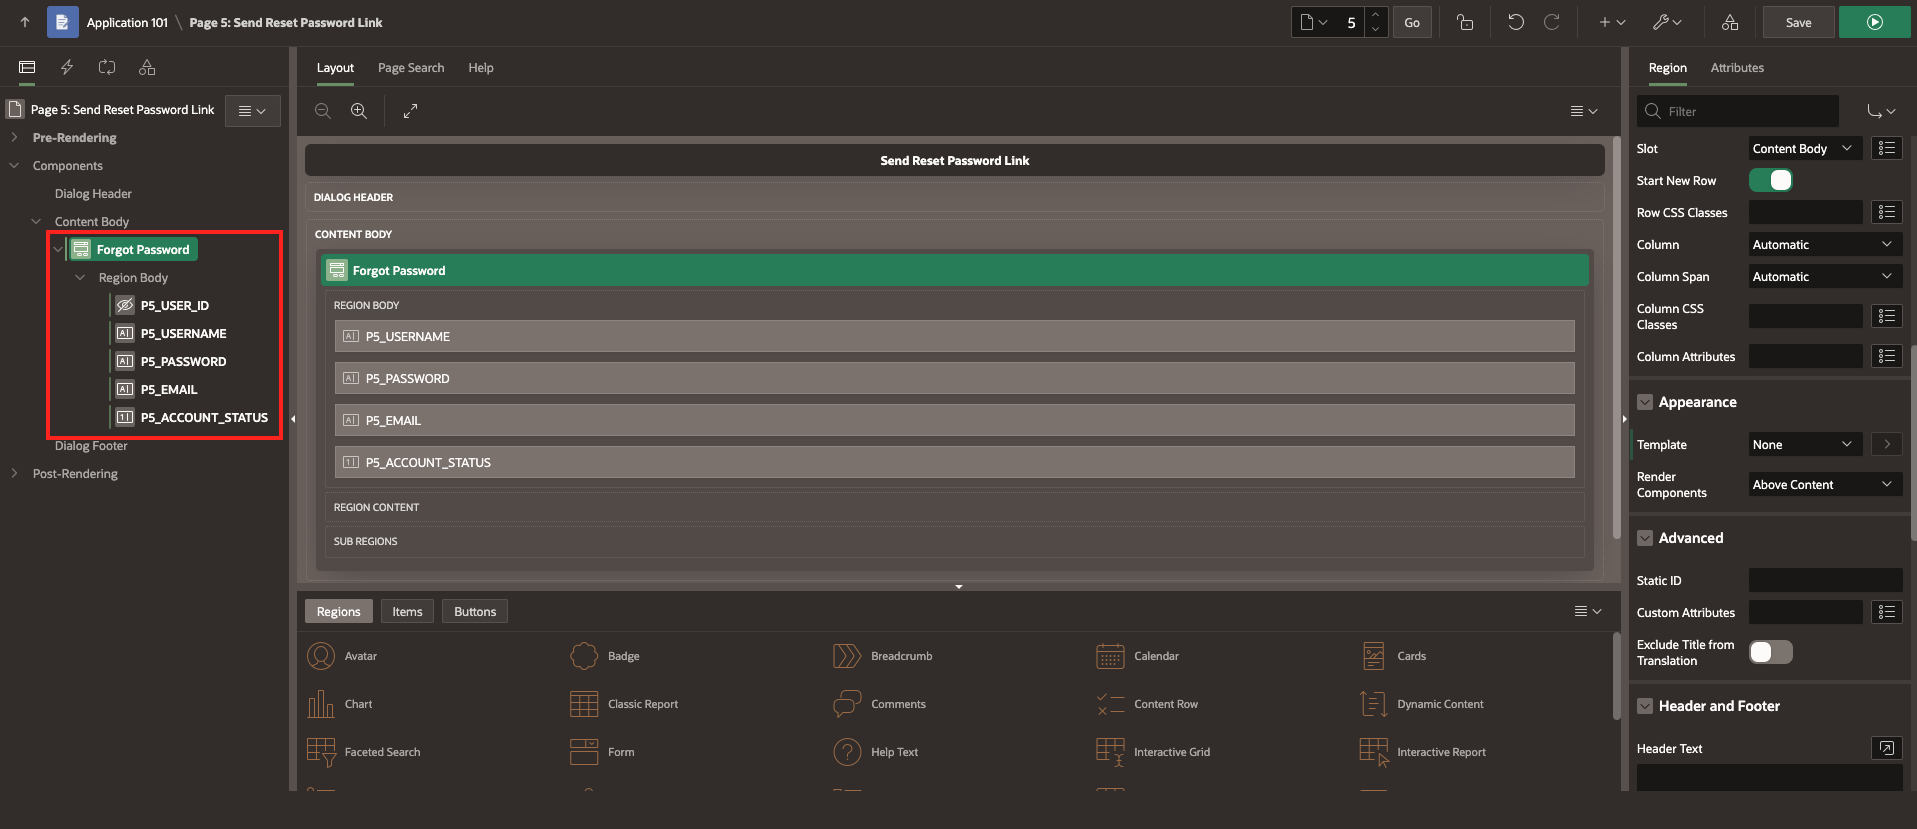 Application 101 \ Page 5: Send Reset Password Link
5
Go
Save
Page 5: Send Reset Password Link
Pre-Rendering
Components
Dialog Header
Content Body
Forgot Password
Region Body
P5_USER_ID
P5_USERNAME
P5_PASSWORD
P5_EMAIL
P5_ACCOUNT_STATUS
Dialog Footer
Post-Rendering
Layout Page Search Help
Send Reset Password Link
DIALOG HEADER
CONTENT BODY
Forgot Password
REGION BODY
P5_USERNAME
P5_PASSWORD
P5_EMAIL
P5_ACCOUNT_STATUS
REGION CONTENT
SUB REGIONS
Regions Items Buttons
Avatar Badge Breadcrumb Calendar Cards
Chart Classic Report Comments Content Row Dynamic Content
Faceted Search Form Help Text Interactive Grid Interactive Report
Region Attributes
Filter
Slot Content Body
Start New Row
Row CSS Classes
Column Automatic
Column Span Automatic
Column CSS
Classes
Column Attributes
Appearance
Template None
Render
Components Above Content
Advanced
Static ID
Custom Attributes
Exclude Title from
Translation
Header and Footer
Header Text